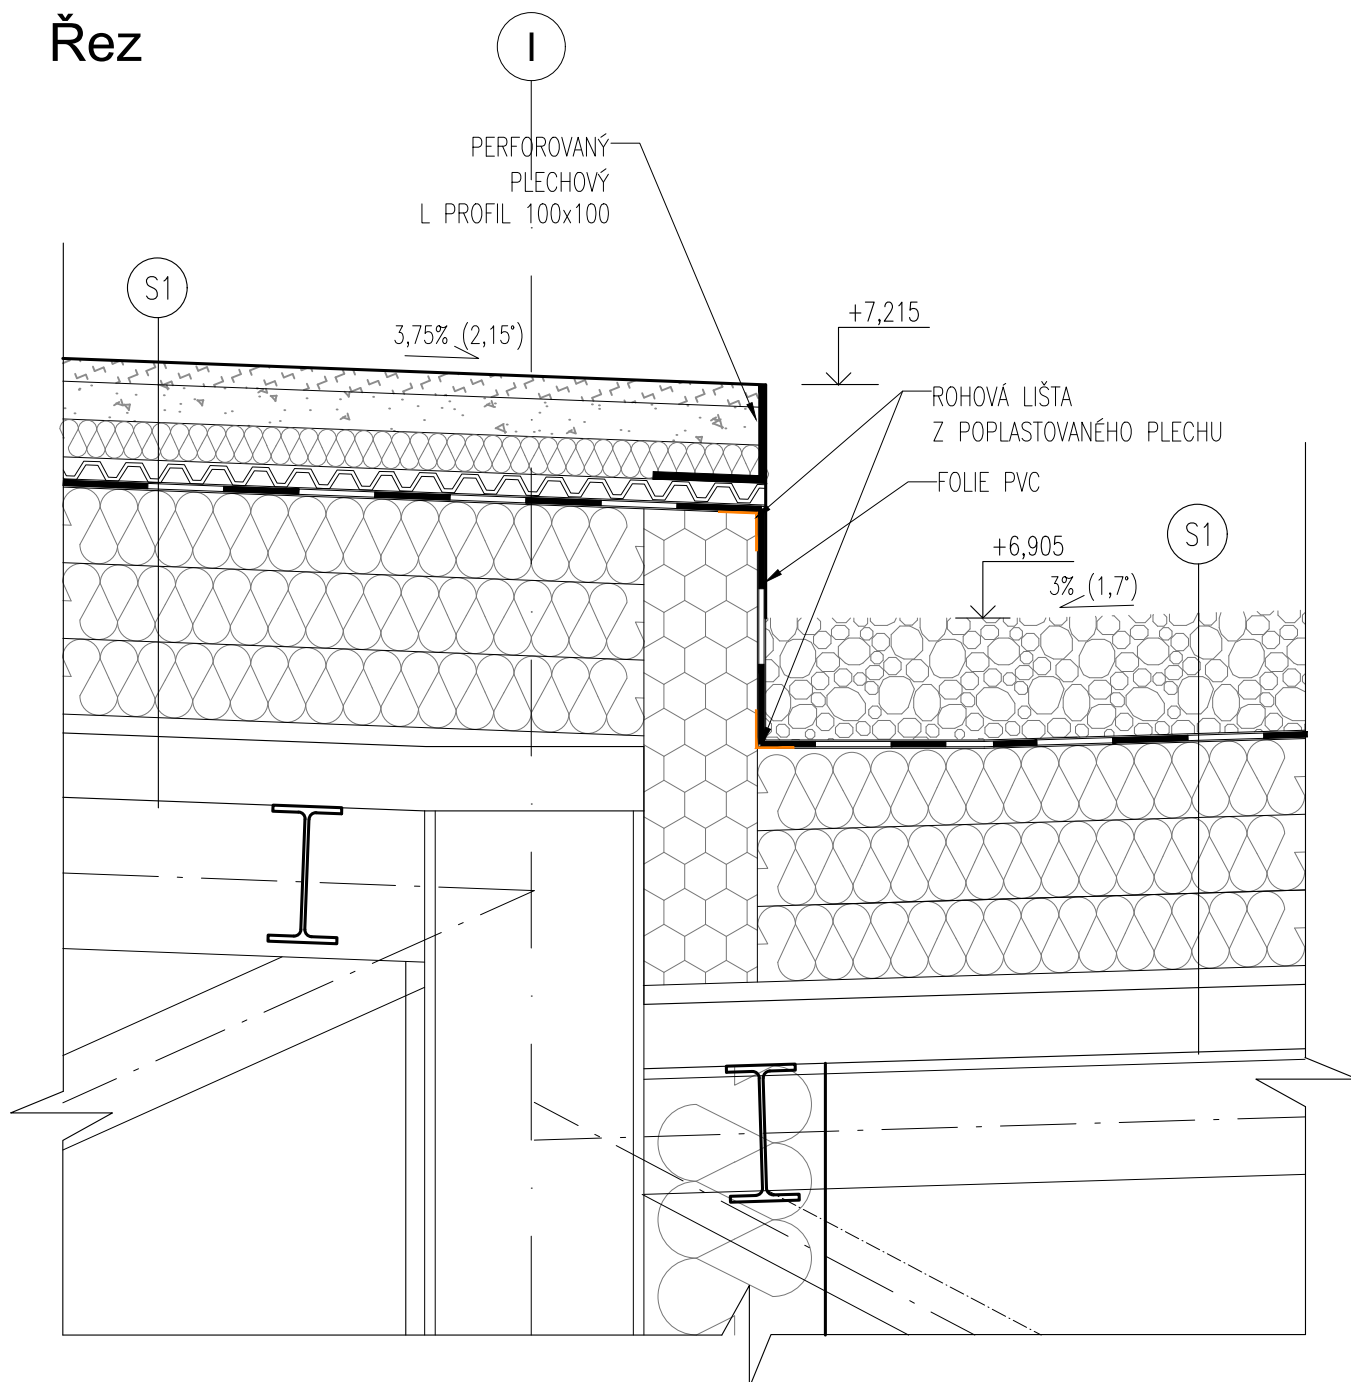 Řez
I
PERFOROVANÝ
PLECHOVÝ
L PROFIL 100x100
S1
3,75% (2,15°)
+7,215
ROHOVÁ LIŠTA
Z POPLASTOVANÉHO PLECHU
FOLIE PVC
S1
+6,905
3% (1,7°)